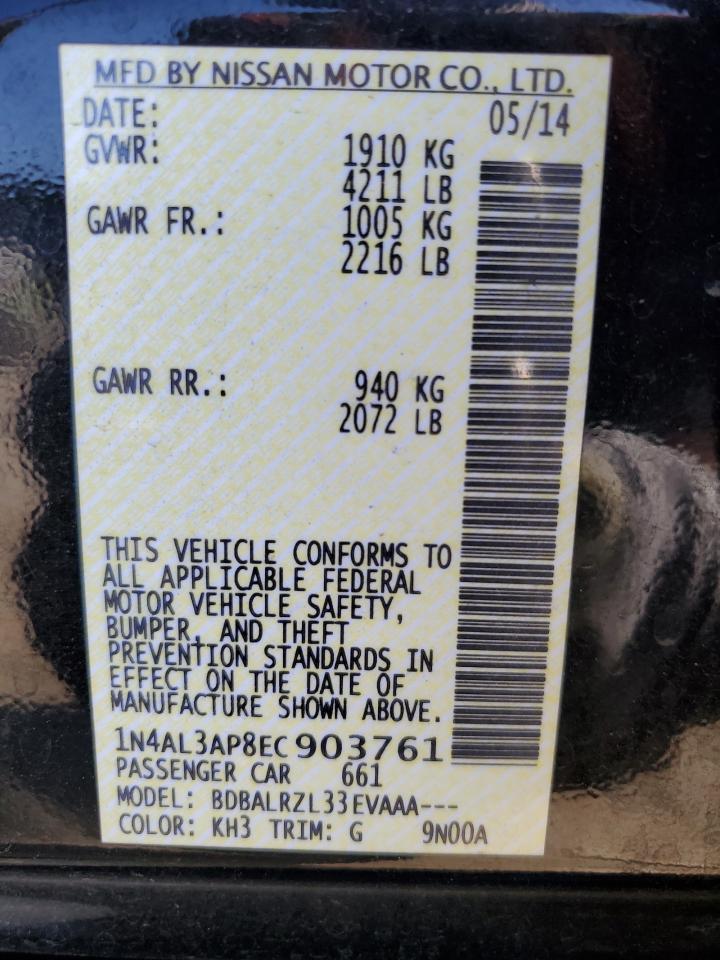 MFD BY NISSAN MOTOR CO., LTD.
DATE: 05/14
GVWR: 1910 KG
4211 LB
GAWR FR.: 1005 KG
2216 LB
GAWR RR.: 940 KG
2072 LB
THIS VEHICLE CONFORMS TO
ALL APPLICABLE FEDERAL
MOTOR VEHICLE SAFETY,
BUMPER, AND THEFT
PREVENTION STANDARDS IN
EFFECT ON THE DATE OF
MANUFACTURE SHOWN ABOVE.
1N4AL3AP8EC903761
PASSENGER CAR 661
MODEL: BDBALRZL33EVAAA---
COLOR: KH3 TRIM: G 9N00A